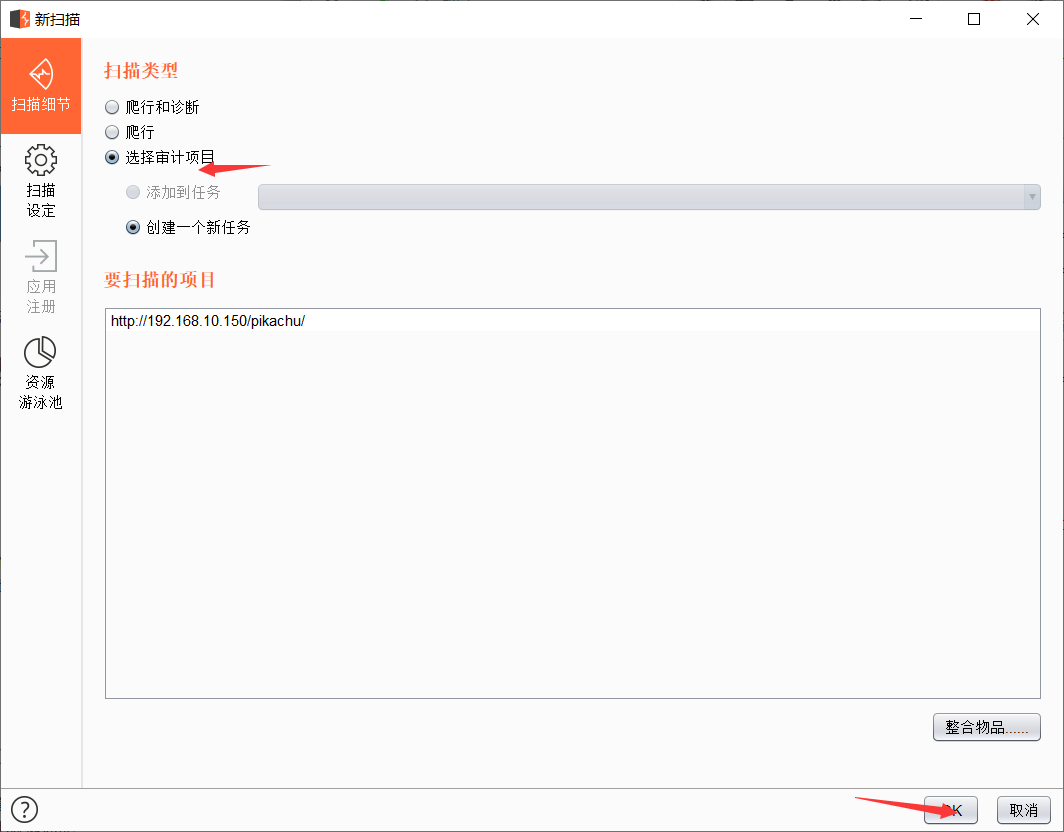 新扫描
扫描细节
扫描
设定
应用
注册
资源
游泳池
扫描类型
爬行和诊断
爬行
选择审计项目
添加到任务
创建一个新任务
要扫描的项目
http://192.168.10.150/pikachu/
整合物品......
?
OK
取消